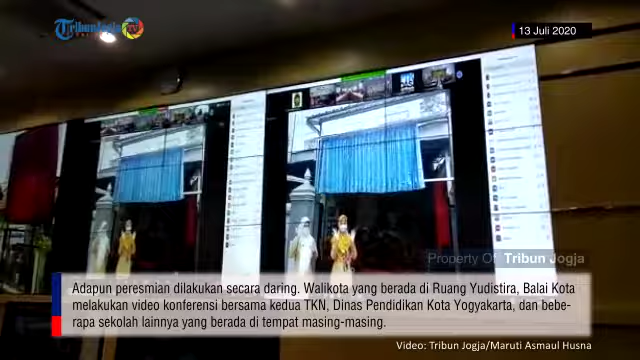 TribunJogja TV
13 Juli 2020
Property Of Tribun Jogja
Adapun peresmian dilakukan secara daring. Walikota yang berada di Ruang Yudistira, Balai Kota
melakukan video konferensi bersama kedua TKN, Dinas Pendidikan Kota Yogyakarta, dan bebe-
rapa sekolah lainnya yang berada di tempat masing-masing.
Video: Tribun Jogja/Maruti Asmaul Husna